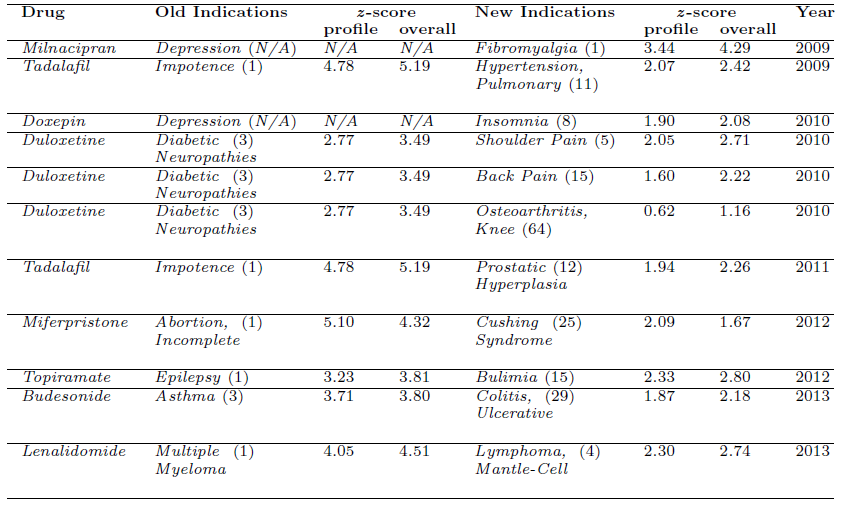 Drug Old Indications z-score New Indications z-score Year
profile overall profile overall
Milnacipran Depression (N/A) N/A N/A Fibromyalgia (1) 3.44 4.29 2009
Tadalafil Impotence (1) 4.78 5.19 Hypertension, 2.07 2.42 2009
Pulmonary (11)
Doxepin Depression (N/A) N/A N/A Insomnia (8) 1.90 2.08 2010
Duloxetine Diabetic (3) 2.77 3.49 Shoulder Pain (5) 2.05 2.71 2010
Neuropathies
Duloxetine Diabetic (3) 2.77 3.49 Back Pain (15) 1.60 2.22 2010
Neuropathies
Duloxetine Diabetic (3) 2.77 3.49 Osteoarthritis, 0.62 1.16 2010
Neuropathies Knee (64)
Tadalafil Impotence (1) 4.78 5.19 Prostatic (12) 1.94 2.26 2011
Hyperplasia
Miferpristone Abortion, (1) 5.10 4.32 Cushing (25) 2.09 1.67 2012
Incomplete Syndrome
Topiramate Epilepsy (1) 3.23 3.81 Bulimia (15) 2.33 2.80 2012
Budesonide Asthma (3) 3.71 3.80 Colitis, (29) 1.87 2.18 2013
Ulcerative
Lenalidomide Multiple (1) 4.05 4.51 Lymphoma, (4) 2.30 2.74 2013
Myeloma Mantle-Cell